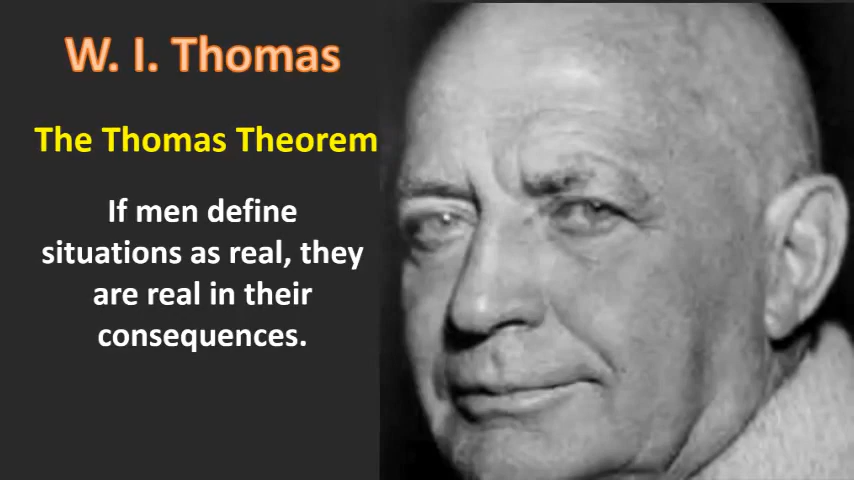 W. I. Thomas
The Thomas Theorem
If men define
situations as real, they
are real in their
consequences.